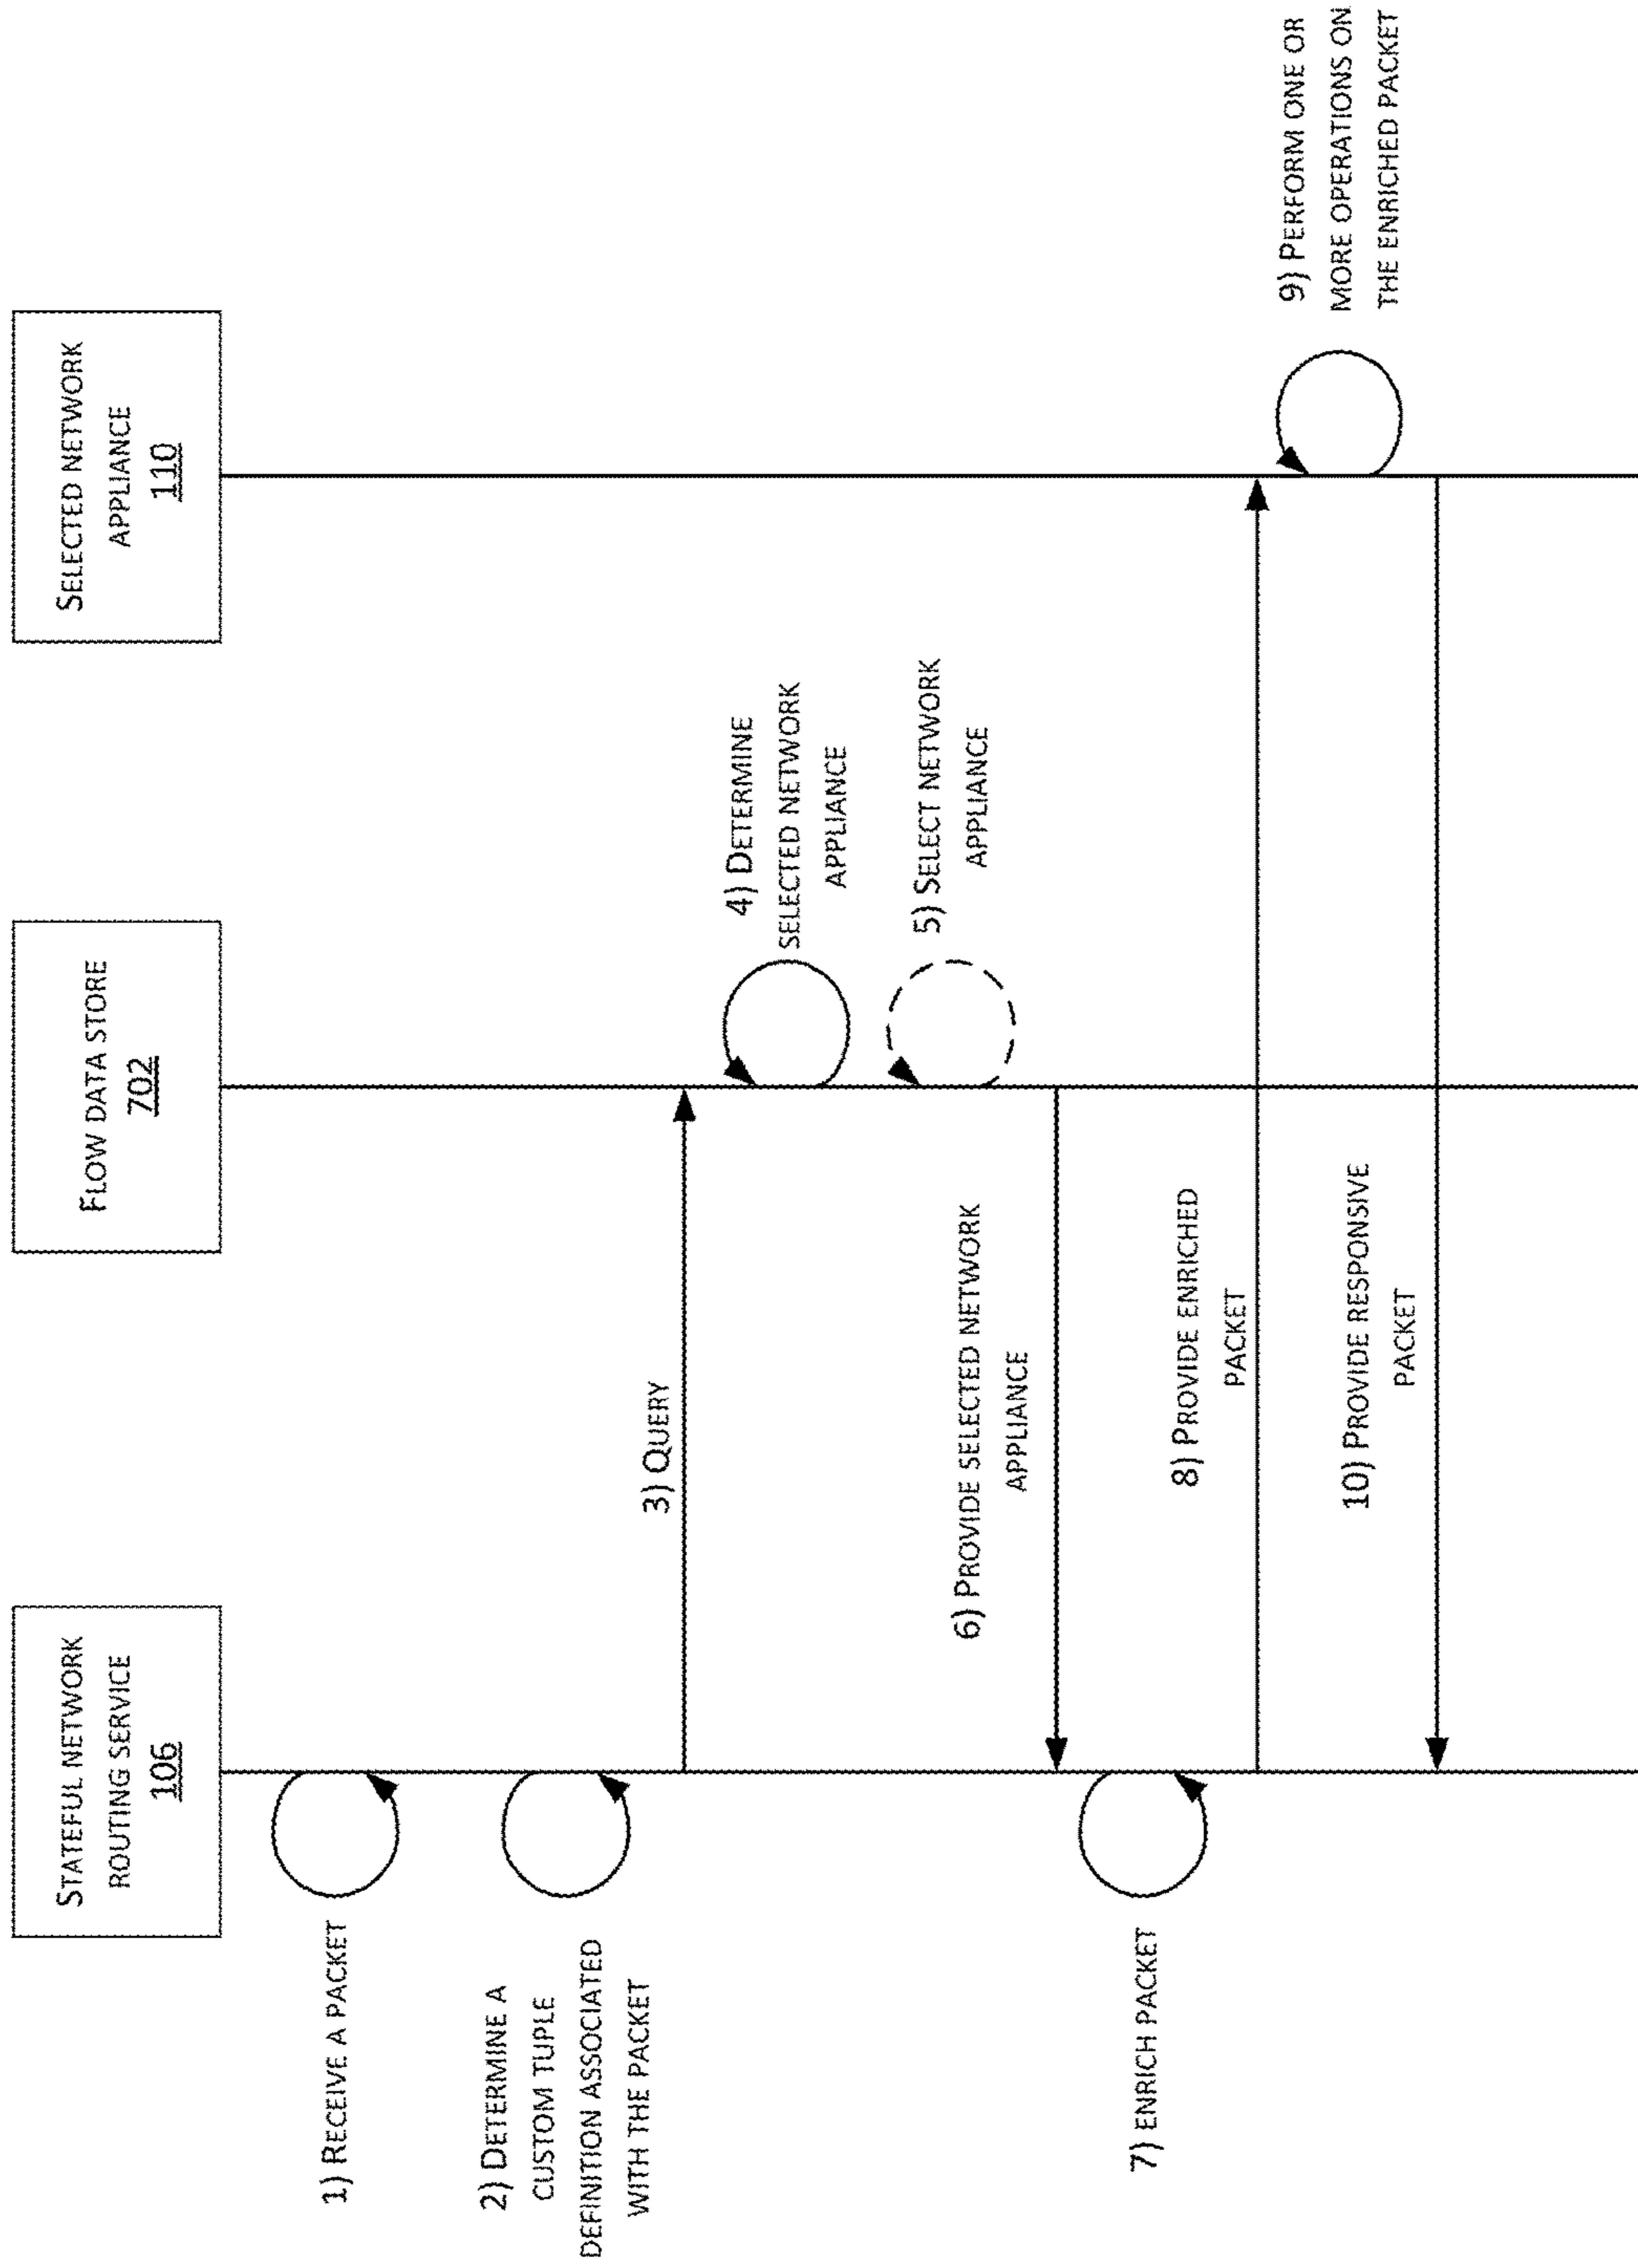 STATEFUL NETWORK
ROUTING SERVICE
106
FLOW DATA STORE
702
SELECTED NETWORK
APPLIANCE
110
1) RECEIVE A PACKET
2) DETERMINE A
CUSTOM TUPLE
DEFINITION ASSOCIATED
WITH THE PACKET
3) QUERY
4) DETERMINE
SELECTED NETWORK
APPLIANCE
5) SELECT NETWORK
APPLIANCE
6) PROVIDE SELECTED NETWORK
APPLIANCE
7) ENRICH PACKET
8) PROVIDE ENRICHED
PACKET
9) PERFORM ONE OR
MORE OPERATIONS ON
THE ENRICHED PACKET
10) PROVIDE RESPONSIVE
PACKET